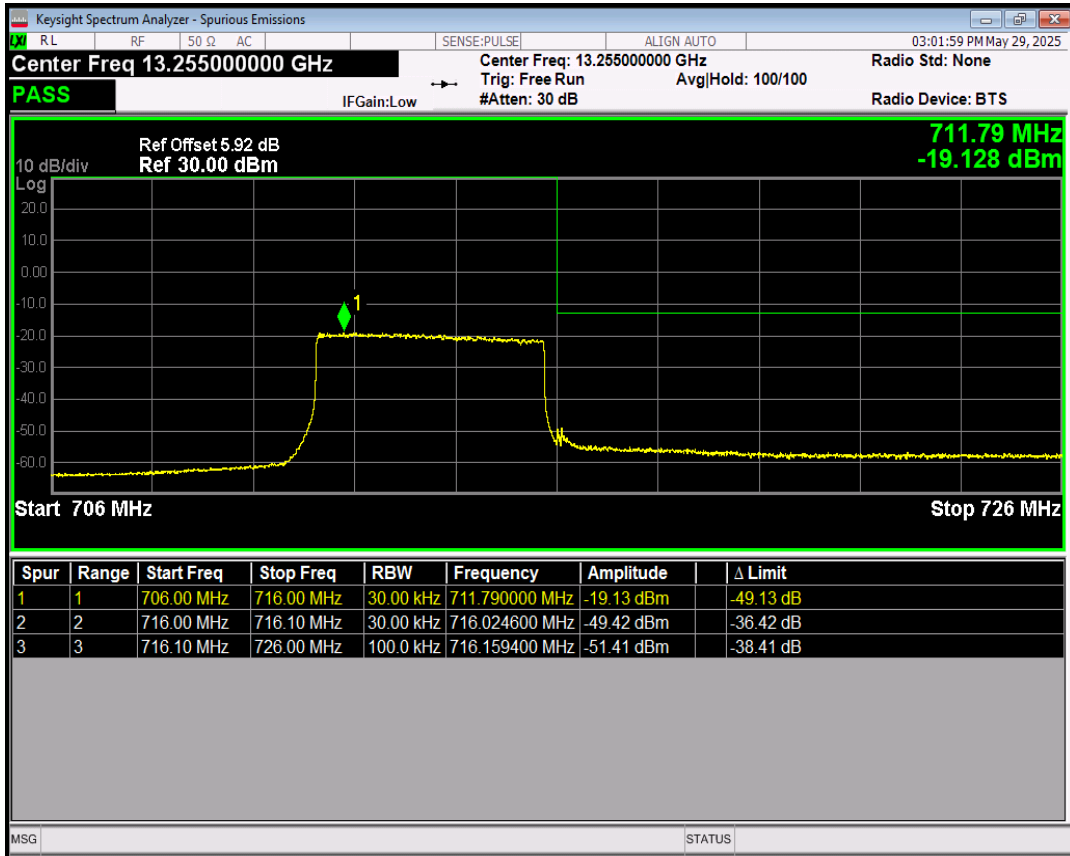 Keysight Spectrum Analyzer - Spurious Emissions
LXI RL RF 50 Ω AC SENSE:PULSE ALIGN AUTO 03:01:59 PM May 29, 2025
Center Freq 13.255000000 GHz Center Freq: 13.255000000 GHz Radio Std: None
Trig: Free Run Avg|Hold: 100/100
PASS IFGain:Low #Atten: 30 dB Radio Device: BTS
711.79 MHz
Ref Offset 5.92 dB
10 dB/div Ref 30.00 dBm -19.128 dBm
Log
20.0
10.0
0.00
-10.0
1
-20.0
-30.0
-40.0
-50.0
-60.0
Start 706 MHz Stop 726 MHz
Spur Range Start Freq Stop Freq RBW Frequency Amplitude Δ Limit
1 1 706.00 MHz 716.00 MHz 30.00 kHz 711.790000 MHz -19.13 dBm -49.13 dB
2 2 716.00 MHz 716.10 MHz 30.00 kHz 716.024600 MHz -49.42 dBm -36.42 dB
3 3 716.10 MHz 726.00 MHz 100.0 kHz 716.159400 MHz -51.41 dBm -38.41 dB
MSG STATUS